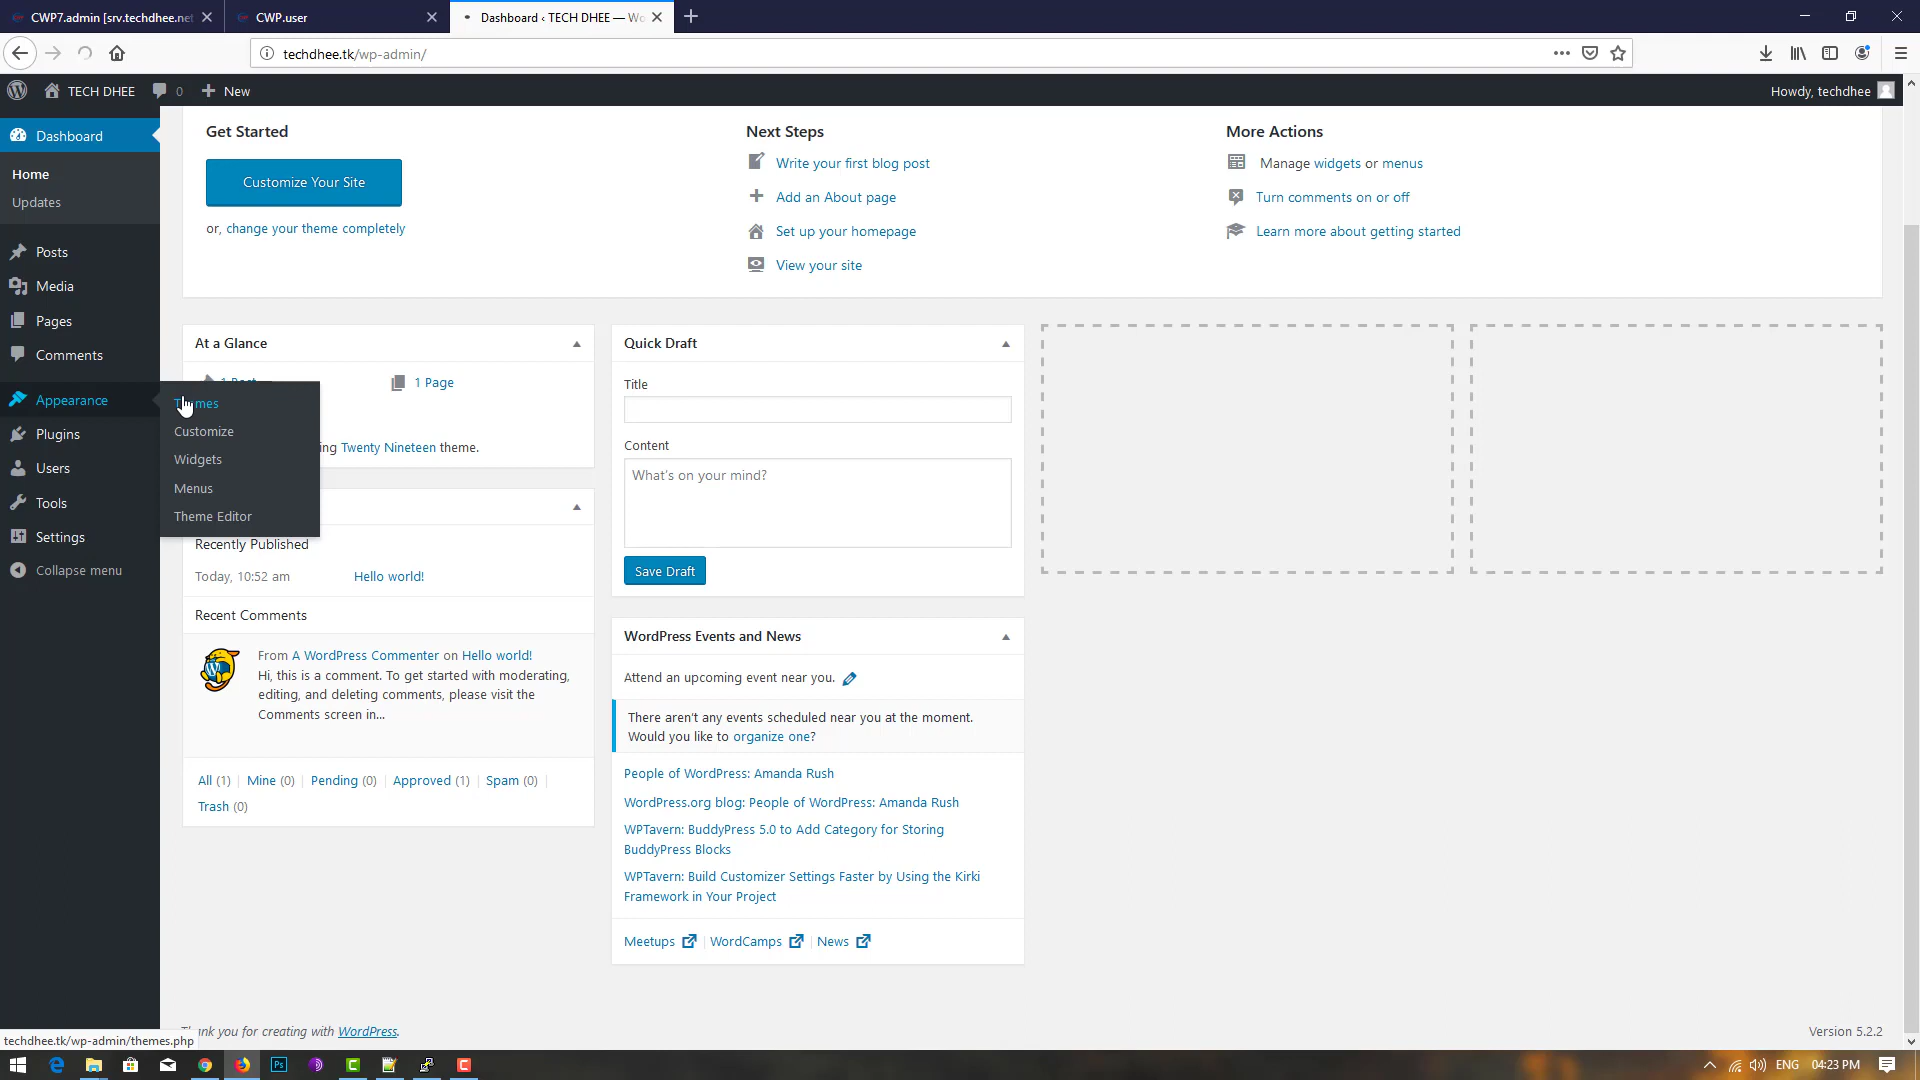 CWP7.admin [srv.techdhee.net
CWP.user
Dashboard ‹ TECH DHEE — Wo
techdhee.tk/wp-admin/
TECH DHEE
0
New
Howdy, techdhee
Dashboard
Home
Updates
Posts
Media
Pages
Comments
Appearance
Plugins
Users
Tools
Settings
Collapse menu
Themes
Customize
Widgets
Menus
Theme Editor
Get Started
Customize Your Site
or, change your theme completely
Next Steps
Write your first blog post
Add an About page
Set up your homepage
View your site
More Actions
Manage widgets or menus
Turn comments on or off
Learn more about getting started
At a Glance
1 Post
1 Page
ing Twenty Nineteen theme.
Recently Published
Today, 10:52 am
Hello world!
Recent Comments
From A WordPress Commenter on Hello world!
Hi, this is a comment. To get started with moderating,
editing, and deleting comments, please visit the
Comments screen in...
All (1) | Mine (0) | Pending (0) | Approved (1) | Spam (0) |
Trash (0)
Quick Draft
Title
Content
What's on your mind?
Save Draft
WordPress Events and News
Attend an upcoming event near you.
There aren't any events scheduled near you at the moment.
Would you like to organize one?
People of WordPress: Amanda Rush
WordPress.org blog: People of WordPress: Amanda Rush
WPTavern: BuddyPress 5.0 to Add Category for Storing
BuddyPress Blocks
WPTavern: Build Customizer Settings Faster by Using the Kirki
Framework in Your Project
Meetups | WordCamps | News
nk you for creating with WordPress.
Version 5.2.2
techdhee.tk/wp-admin/themes.php
ENG
04:23 PM